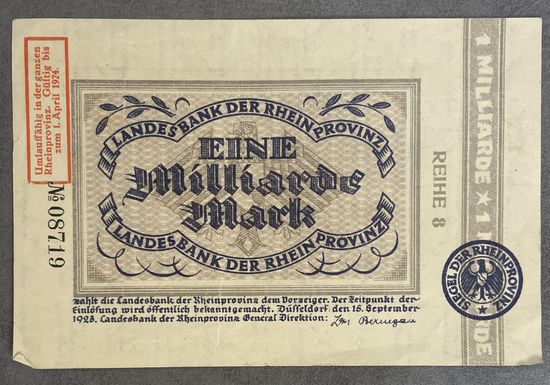 Umlauffähig in der ganzen
Rheinprovinz. Gültig bis
zum 1. April 1924.
№ 08719
LANDESBANK DER RHEINPROVINZ
EINE
Milliarde
Mark
LANDESBANK DER RHEINPROVINZ
zahlt die Landesbank der Rheinprovinz dem Vorzeiger. Der Zeitpunkt der
Einlösung wird öffentlich bekanntgemacht. Düsseldorf, den 15. September
1923. Landesbank der Rheinprovinz General Direktion:
REIHE 8
1 MILLIARDE ★ 1
SIEGEL DER RHEINPROVINZ